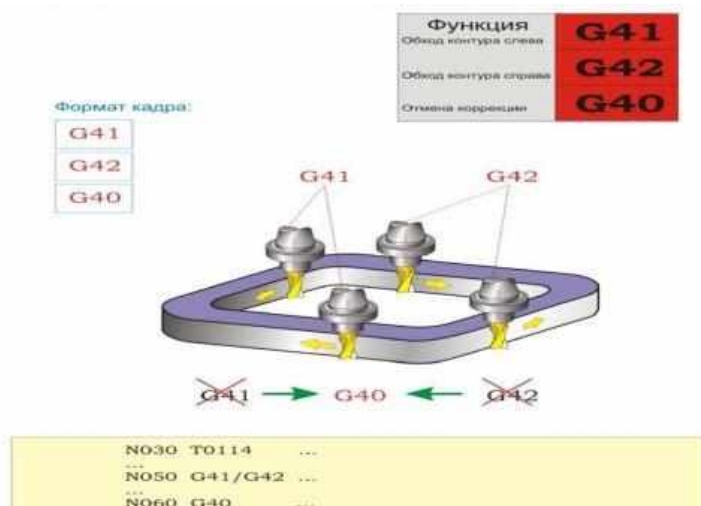 Функция
Обход контура слева G41
Обход контура справа G42
Отмена коррекции G40
Формат кадра:
G41
G42
G40
G41 G42
G41 G40 G42
N030 T0114 ...
...
N050 G41/G42 ...
...
N060 G40 ...